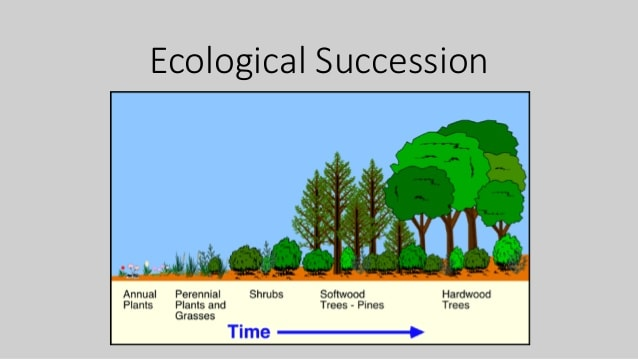 Ecological Succession
Annual Plants
Perennial Plants and Grasses
Shrubs
Softwood Trees - Pines
Hardwood Trees
Time